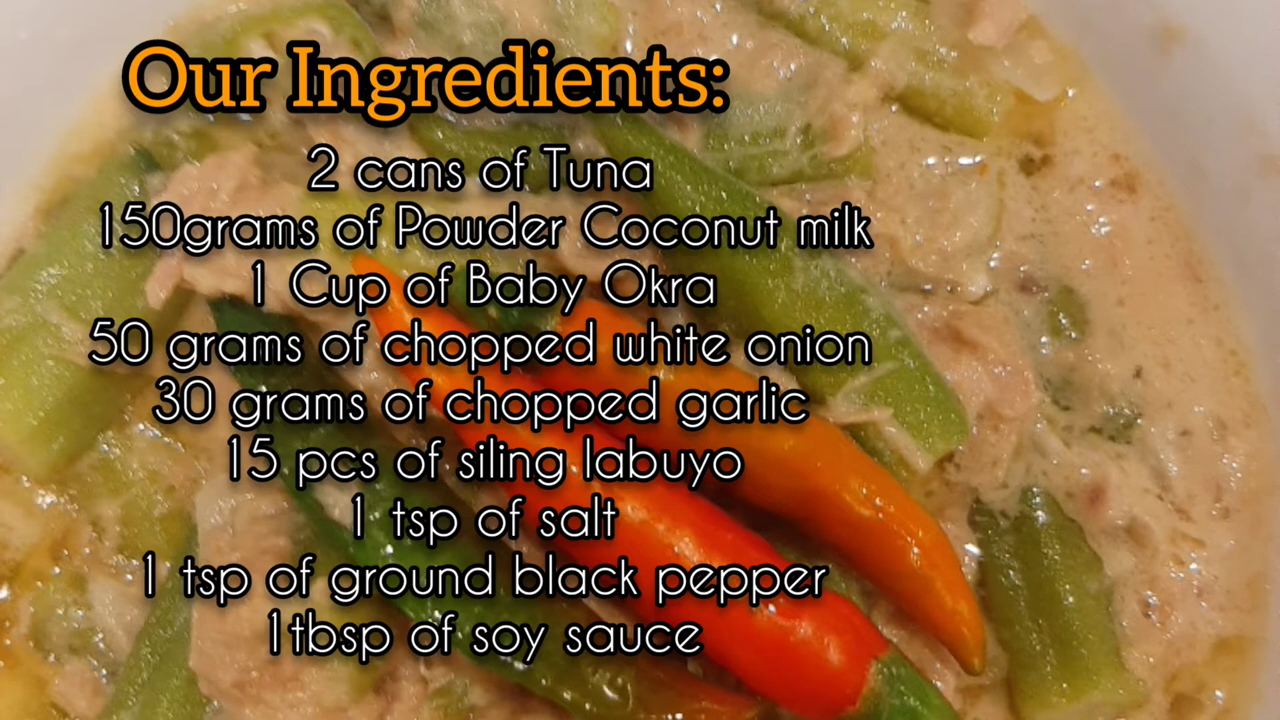 Our Ingredients:
2 cans of Tuna
150grams of Powder Coconut milk
1 Cup of Baby Okra
50 grams of chopped white onion
30 grams of chopped garlic
15 pcs of siling labuyo
1 tsp of salt
1 tsp of ground black pepper
1tbsp of soy sauce